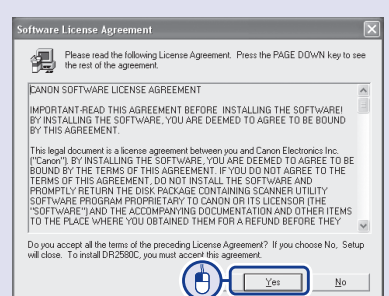 Software License Agreement
Please read the following License Agreement. Press the PAGE DOWN key to see
the rest of the agreement.
CANON SOFTWARE LICENSE AGREEMENT
IMPORTANT-READ THIS AGREEMENT BEFORE INSTALLING THE SOFTWARE!
BY INSTALLING THE SOFTWARE, YOU ARE DEEMED TO AGREE TO BE BOUND
BY THIS AGREEMENT.
This legal document is a license agreement between you and Canon Electronics Inc.
("Canon"). BY INSTALLING THE SOFTWARE, YOU ARE DEEMED TO AGREE TO BE
BOUND BY THE TERMS OF THIS AGREEMENT. IF YOU DO NOT AGREE TO THE
TERMS OF THIS AGREEMENT, DO NOT INSTALL THE SOFTWARE AND
PROMPTLY RETURN THE DISK PACKAGE CONTAINING SCANNER UTILITY
SOFTWARE PROGRAM PROPRIETARY TO CANON OR ITS LICENSOR (THE
"SOFTWARE") AND THE ACCOMPANYING DOCUMENTATION AND OTHER ITEMS
TO THE PLACE WHERE YOU OBTAINED THEM FOR A REFUND BEFORE THEY
Do you accept all the terms of the preceding License Agreement? If you choose No, Setup
will close. To install DR2580C, you must accept this agreement.
Yes
No